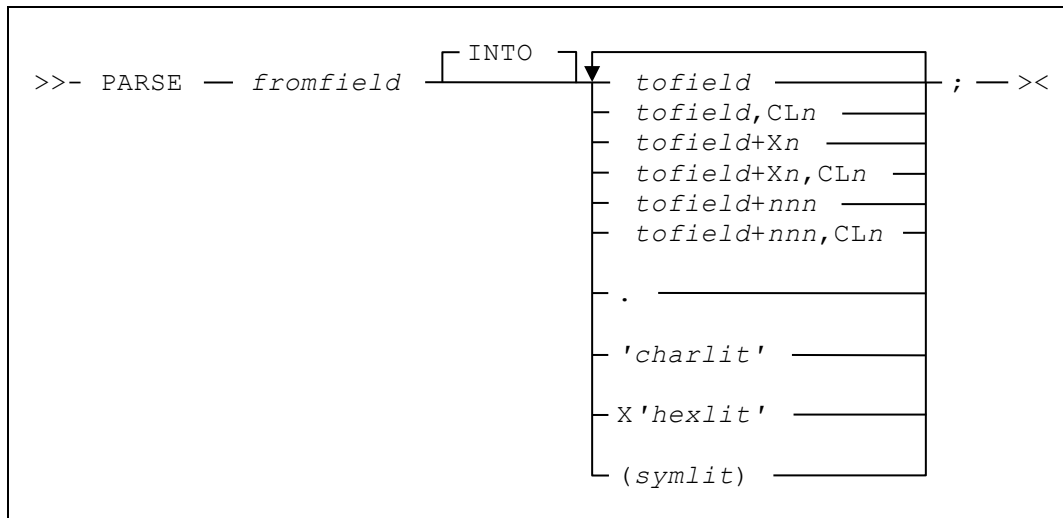 INTO
>>- PARSE — fromfield tofield ; — ><
tofield,CLn
tofield+Xn
tofield+Xn,CLn
tofield+nnn
tofield+nnn,CLn
.
'charlit'
X'hexlit'
(symlit)